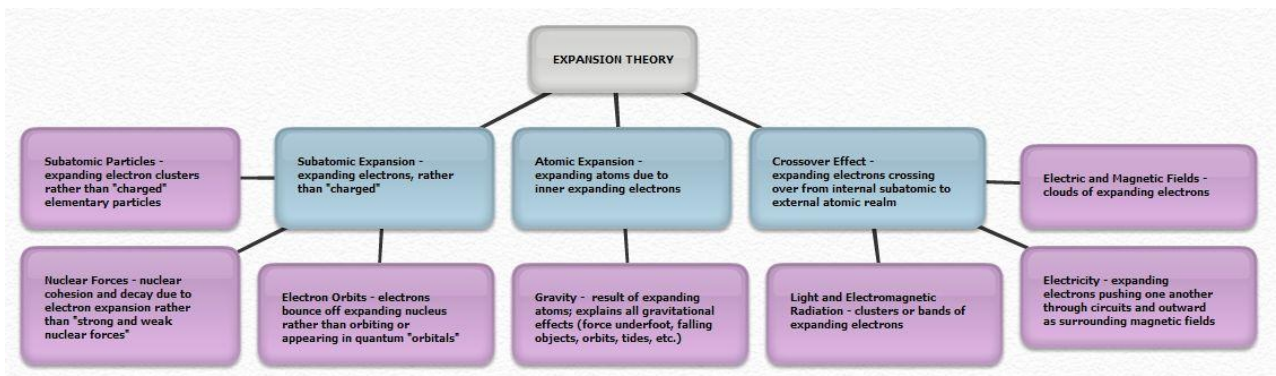 EXPANSION THEORY
Subatomic Particles -
expanding electron clusters
rather than "charged"
elementary particles
Subatomic Expansion -
expanding electrons, rather
than "charged"
Atomic Expansion -
expanding atoms due to
inner expanding electrons
Crossover Effect -
expanding electrons crossing
over from internal subatomic to
external atomic realm
Electric and Magnetic Fields -
clouds of expanding electrons
Nuclear Forces - nuclear
cohesion and decay due to
electron expansion rather
than "strong and weak
nuclear forces"
Electron Orbits - electrons
bounce off expanding nucleus
rather than orbiting or
appearing in quantum "orbitals"
Gravity - result of expanding
atoms; explains all gravitational
effects (force underfoot, falling
objects, orbits, tides, etc.)
Light and Electromagnetic
Radiation - clusters or bands of
expanding electrons
Electricity - expanding
electrons pushing one another
through circuits and outward
as surrounding magnetic fields